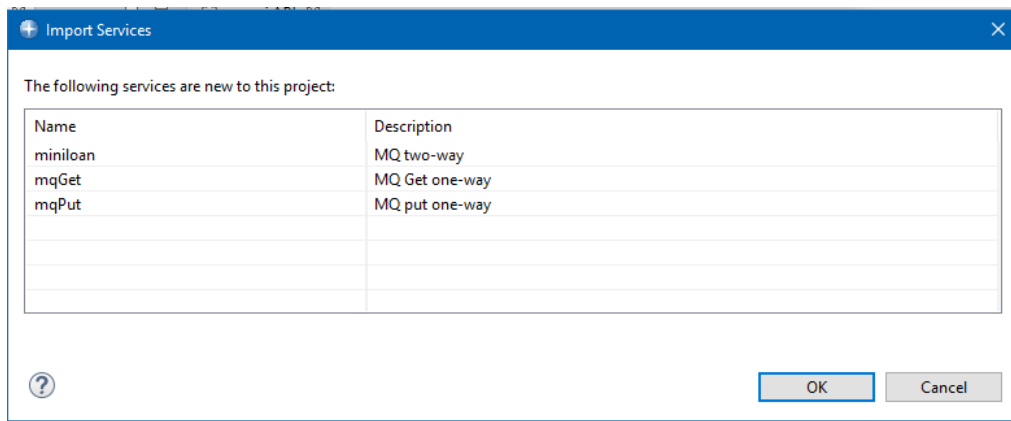 Import Services
The following services are new to this project:
Name Description
miniloan MQ two-way
mqGet MQ Get one-way
mqPut MQ put one-way
?
OK Cancel